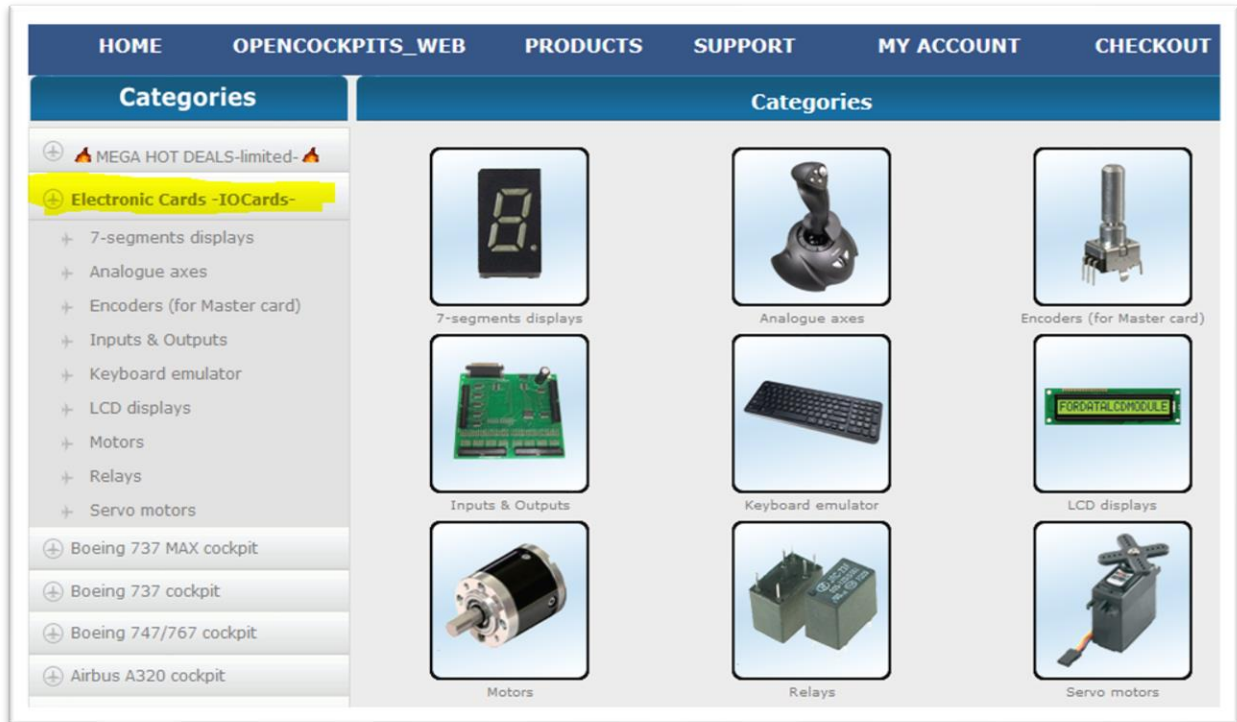 HOME OPENCOCKPITS_WEB PRODUCTS SUPPORT MY ACCOUNT CHECKOUT
Categories
Categories
MEGA HOT DEALS-limited-
Electronic Cards -IOCards-
7-segments displays
Analogue axes
Encoders (for Master card)
Inputs & Outputs
Keyboard emulator
LCD displays
Motors
Relays
Servo motors
Boeing 737 MAX cockpit
Boeing 737 cockpit
Boeing 747/767 cockpit
Airbus A320 cockpit
7-segments displays
Analogue axes
Encoders (for Master card)
FORDATALCDMODULE
Inputs & Outputs
Keyboard emulator
LCD displays
Motors
Relays
Servo motors